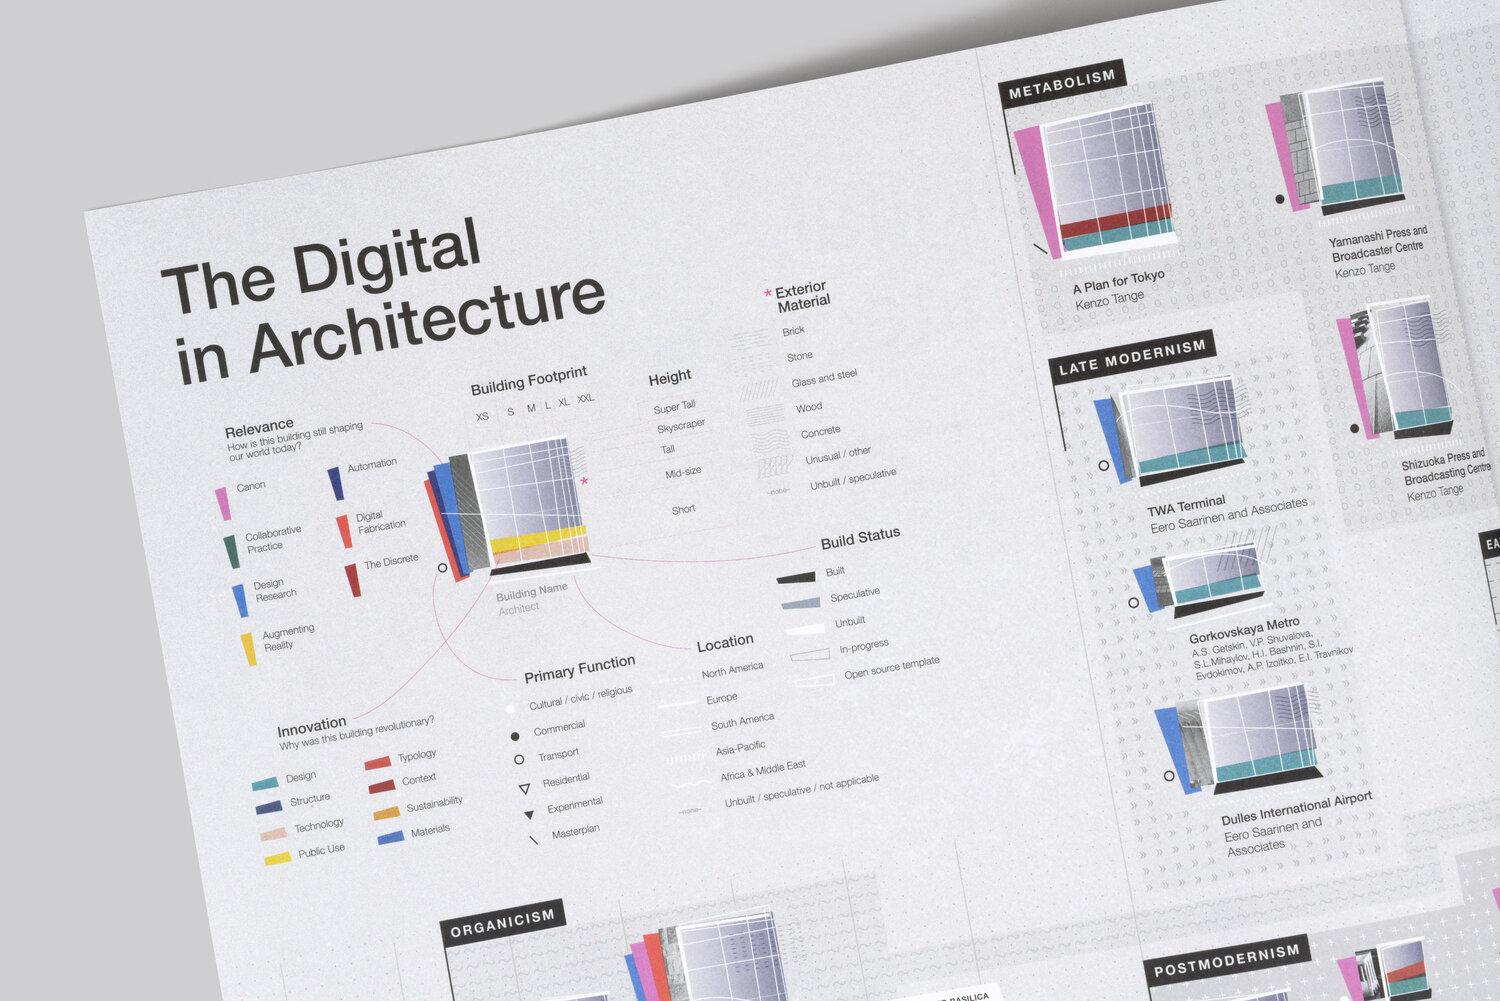 The Digital
in Architecture
Relevance
How is this building still shaping
our world today?
Canon
Collaborative
Practice
Design
Research
Augmenting
Reality
Automation
Digital
Fabrication
The Discrete
Building Footprint
XS S M L XL XXL
Height
Super Tall
Skyscraper
Tall
Mid-size
Short
* Exterior
Material
Brick
Stone
Glass and steel
Wood
Concrete
Unusual / other
~none~ Unbuilt / speculative
*
Building Name
Architect
Build Status
Built
Speculative
Unbuilt
In-progress
Open source template
Location
North America
Europe
South America
Asia-Pacific
Africa & Middle East
~none~ Unbuilt / speculative / not applicable
Primary Function
Cultural / civic / religious
Commercial
Transport
Residential
Experimental
Masterplan
Innovation
Why was this building revolutionary?
Design
Structure
Technology
Public Use
Typology
Context
Sustainability
Materials
METABOLISM
A Plan for Tokyo
Kenzo Tange
Yamanashi Press and
Broadcaster Centre
Kenzo Tange
Shizuoka Press and
Broadcasting Centre
Kenzo Tange
LATE MODERNISM
TWA Terminal
Eero Saarinen and Associates
Gorkovskaya Metro
A.S. Getskin, V.P. Shuvalova,
S.L.Mihaylov, H.I. Bashnin, S.I.
Evdokimov, A.P. Izoitko, E.I. Travnikov
Dulles International Airport
Eero Saarinen and
Associates
ORGANICISM
POSTMODERNISM
BASILICA
EA